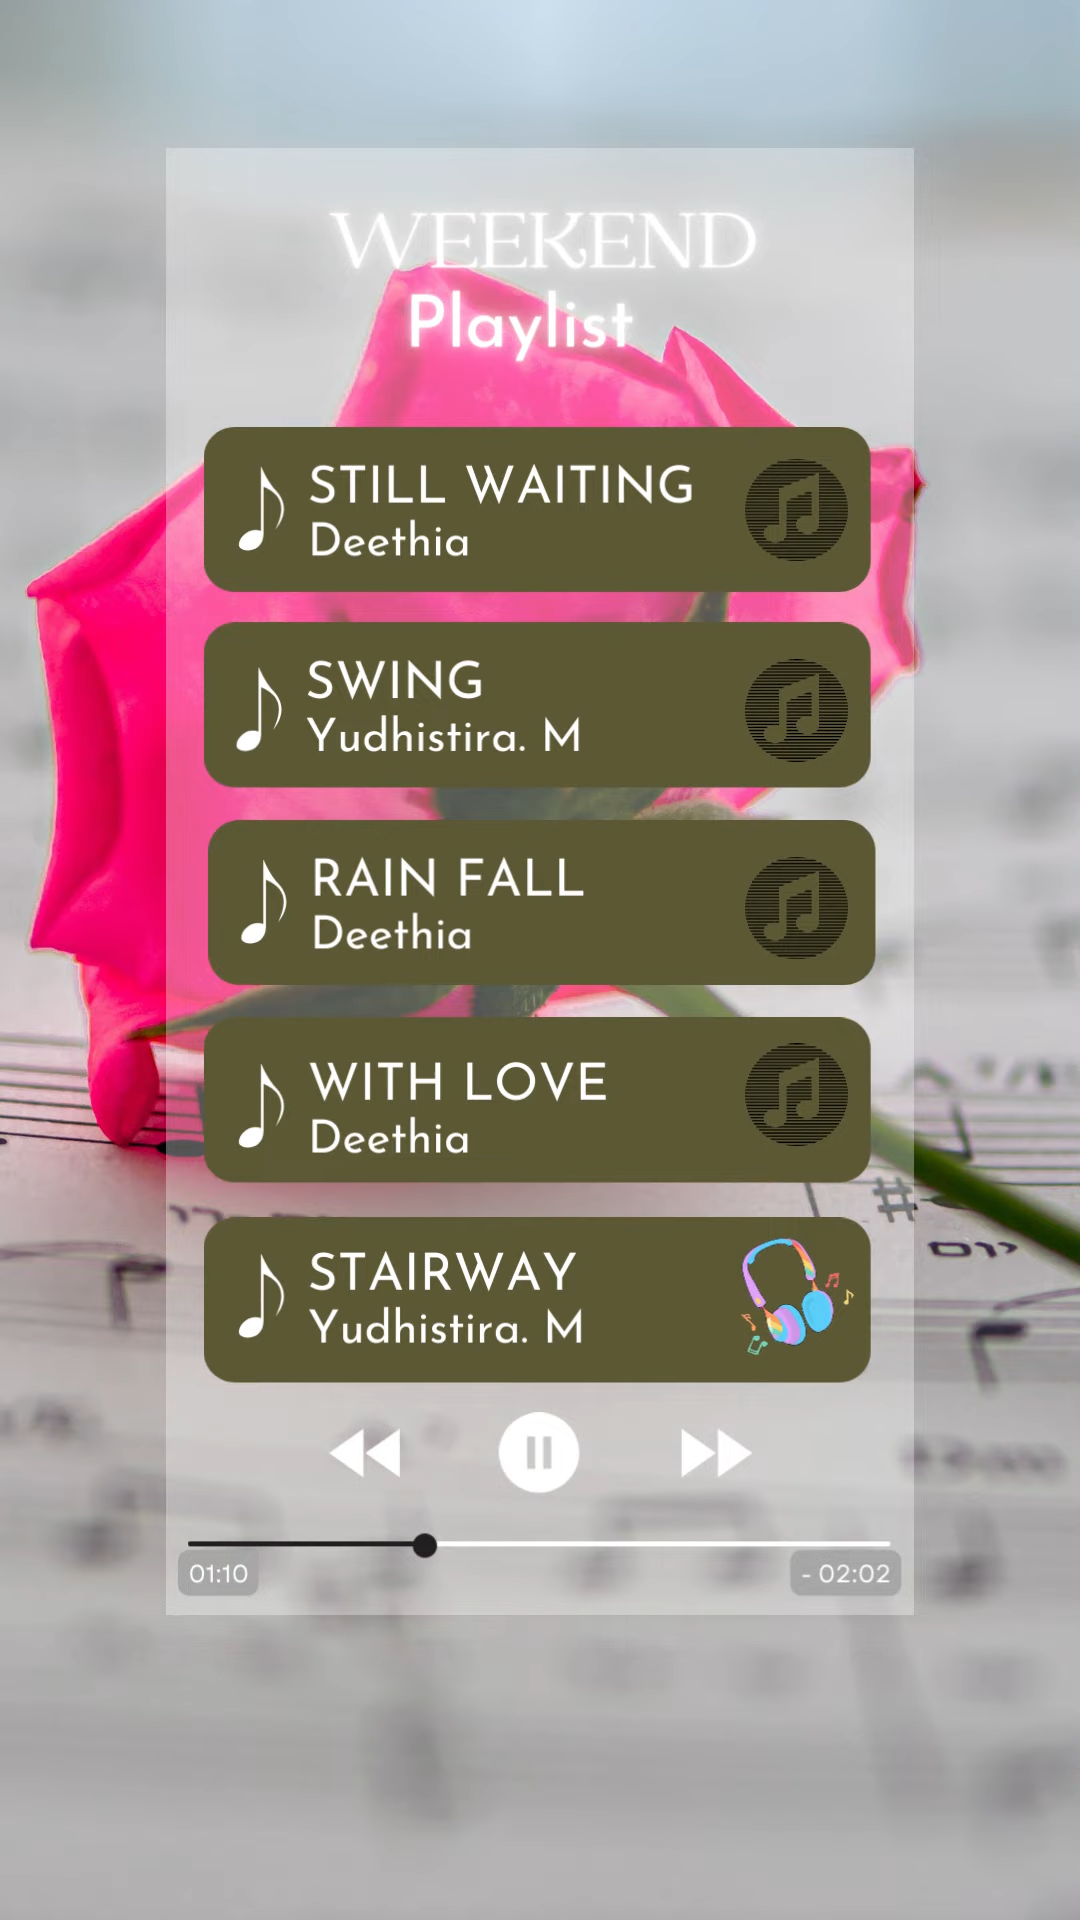 WEEKEND
Playlist
STILL WAITING
Deethia
SWING
Yudhistira. M
RAIN FALL
Deethia
WITH LOVE
Deethia
STAIRWAY
Yudhistira. M
01:10
- 02:02